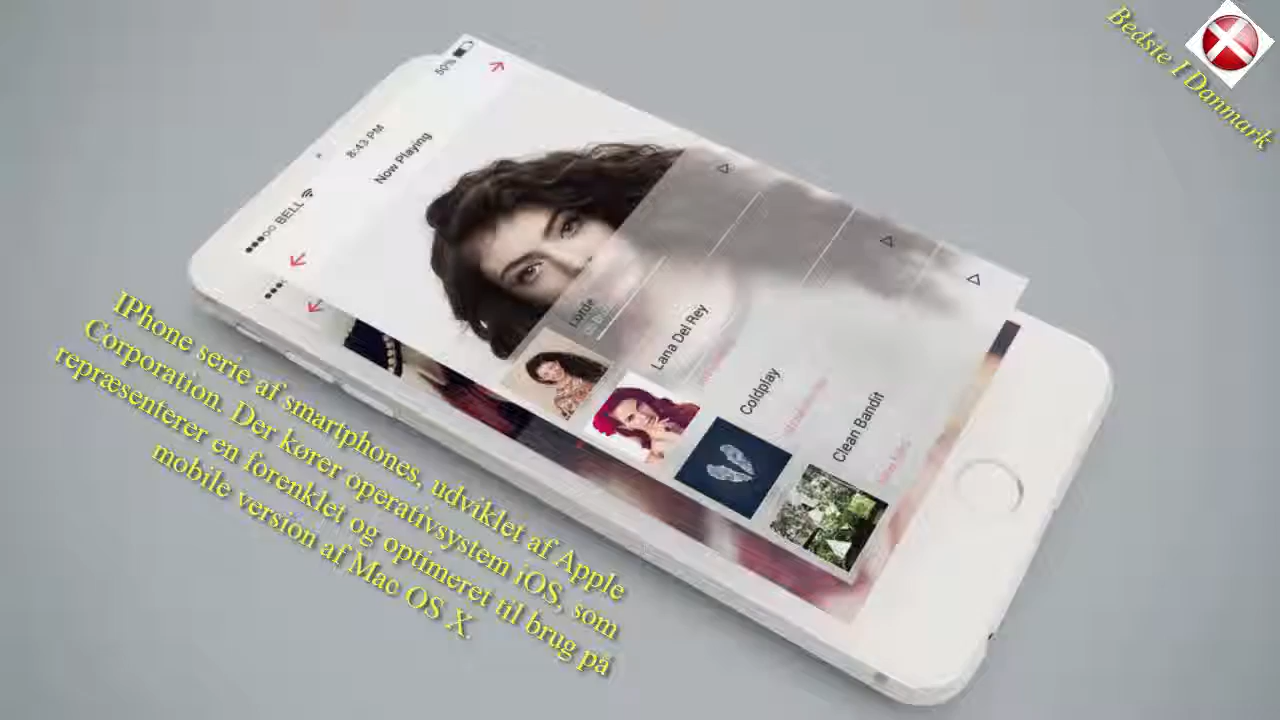 Bedste I Danmark
50%
8:43 PM
BELL
Now Playing
Lorde
Lana Del Rey
Coldplay
Clean Bandit
IPhone serie af smartphones, udviklet af Apple
Corporation. Der kører operativsystem iOS, som
repræsenterer en forenklet og optimeret til brug på
mobile version af Mac OS X.